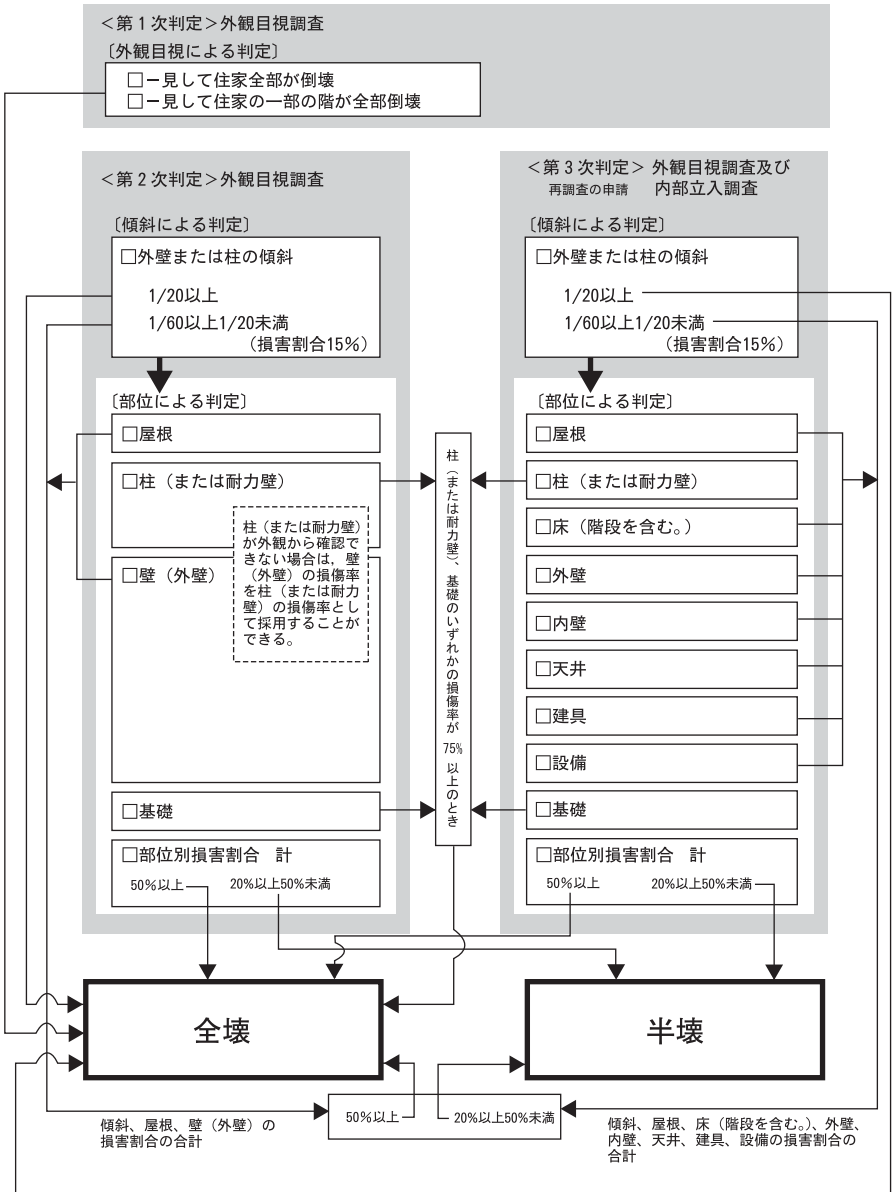 ＜第１次判定＞外観目視調査
〔外観目視による判定〕
□一見して住家全部が倒壊
□一見して住家の一部の階が全部倒壊
＜第２次判定＞外観目視調査
〔傾斜による判定〕
□外壁または柱の傾斜
1/20以上
1/60以上1/20未満
（損害割合15％）
〔部位による判定〕
□屋根
□柱（または耐力壁）
柱（または耐力壁）
が外観から確認で
きない場合は，壁
（外壁）の損傷率
を柱（または耐力
壁）の損傷率とし
て採用することが
できる。
□壁（外壁）
□基礎
□部位別損害割合　計
50％以上
20％以上50％未満
柱（または耐力壁）、基礎のいずれかの損傷率が75％以上のとき
＜第３次判定＞ 外観目視調査及び
再調査の申請　内部立入調査
〔傾斜による判定〕
□外壁または柱の傾斜
1/20以上
1/60以上1/20未満
（損害割合15％）
〔部位による判定〕
□屋根
□柱（または耐力壁）
□床（階段を含む。）
□外壁
□内壁
□天井
□建具
□設備
□基礎
□部位別損害割合　計
50％以上
20％以上50％未満
全壊
半壊
50％以上
20％以上50％未満
傾斜、屋根、壁（外壁）の
損害割合の合計
傾斜、屋根、床（階段を含む。）、外壁、
内壁、天井、建具、設備の損害割合の
合計